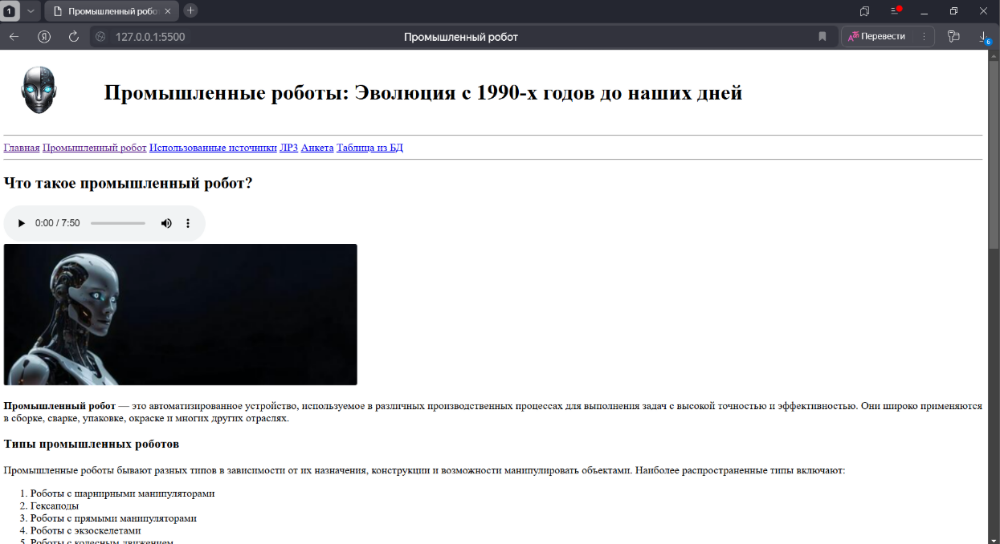 1
Промышленный робо
Я
127.0.0.1:5500
Промышленный робот
Перевести
6
Промышленные роботы: Эволюция с 1990-х годов до наших дней
Главная Промышленный робот Использованные источники ЛР3 Анкета Таблица из БД
Что такое промышленный робот?
0:00 / 7:50
Промышленный робот — это автоматизированное устройство, используемое в различных производственных процессах для выполнения задач с высокой точностью и эффективностью. Они широко применяются
в сборке, сварке, упаковке, окраске и многих других отраслях.
Типы промышленных роботов
Промышленные роботы бывают разных типов в зависимости от их назначения, конструкции и возможности манипулировать объектами. Наиболее распространенные типы включают:
1. Роботы с шарнирными манипуляторами
2. Гексаподы
3. Роботы с прямыми манипуляторами
4. Роботы с экзоскелетами
5. Роботы с колесным движением